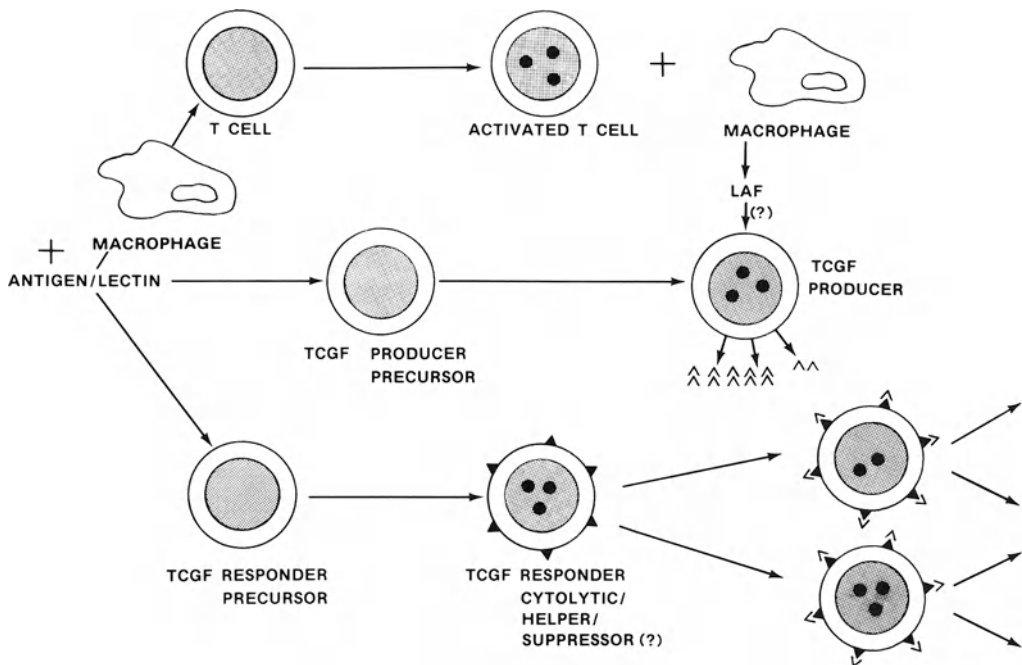 T CELL
ACTIVATED T CELL
+
MACROPHAGE
LAF
(?)
MACROPHAGE
+
ANTIGEN/LECTIN
TCGF PRODUCER
PRECURSOR
TCGF
PRODUCER
TCGF RESPONDER
PRECURSOR
TCGF RESPONDER
CYTOLYTIC/
HELPER/
SUPPRESSOR (?)